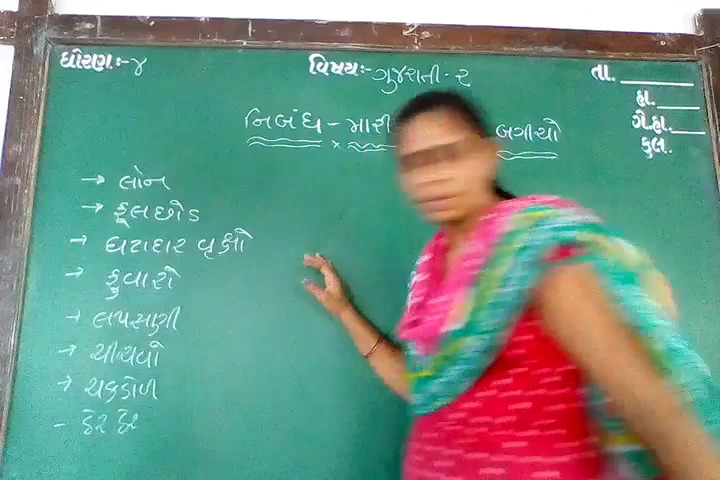 ધોરણઃ-૪ વિષયઃ-ગુજરાતી-૨ તા.
હા.
ગે.હા.
કુલ.
નિબંધ - મારી બગીચો
→ લોન
→ ફૂલછોડ
→ ઘટાદાર વૃક્ષો
→ ફુવારો
→ લપસણી
→ ચીચવો
→ ચકડોળ
- ઠેર ઠેર